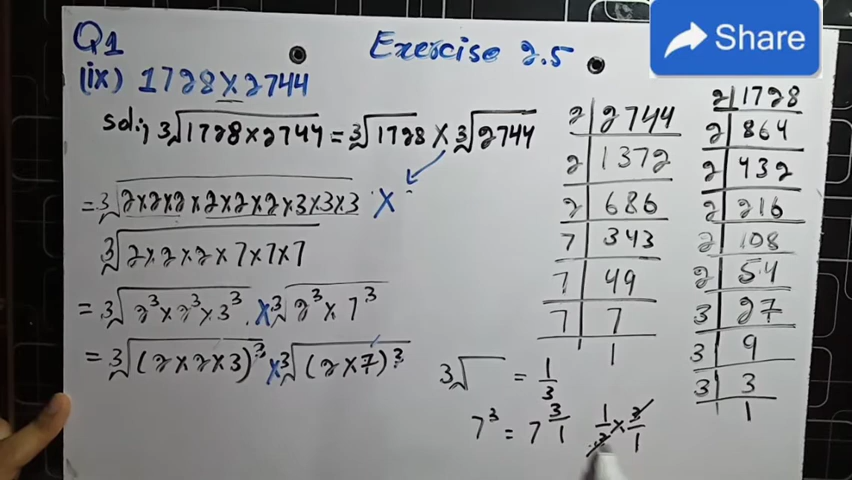 Share
Q1
Exercise 2.5
(ix) 1728 × 2744
Sol:, ∛1728×2744 = ∛1728 × ∛2744
= ∛2×2×2×2×2×2×3×3×3 ×
∛2×2×2×7×7×7
= ∛2³×2³×3³ × ∛2³×7³
= ∛(2×2×3)³ × ∛(2×7)³
∛ = 1/3
7³ = 7^3/1 1/3 × 3/1
2 | 2744
2 | 1372
2 | 686
7 | 343
7 | 49
7 | 7
1
2 | 1728
2 | 864
2 | 432
2 | 216
2 | 108
2 | 54
3 | 27
3 | 9
3 | 3
1